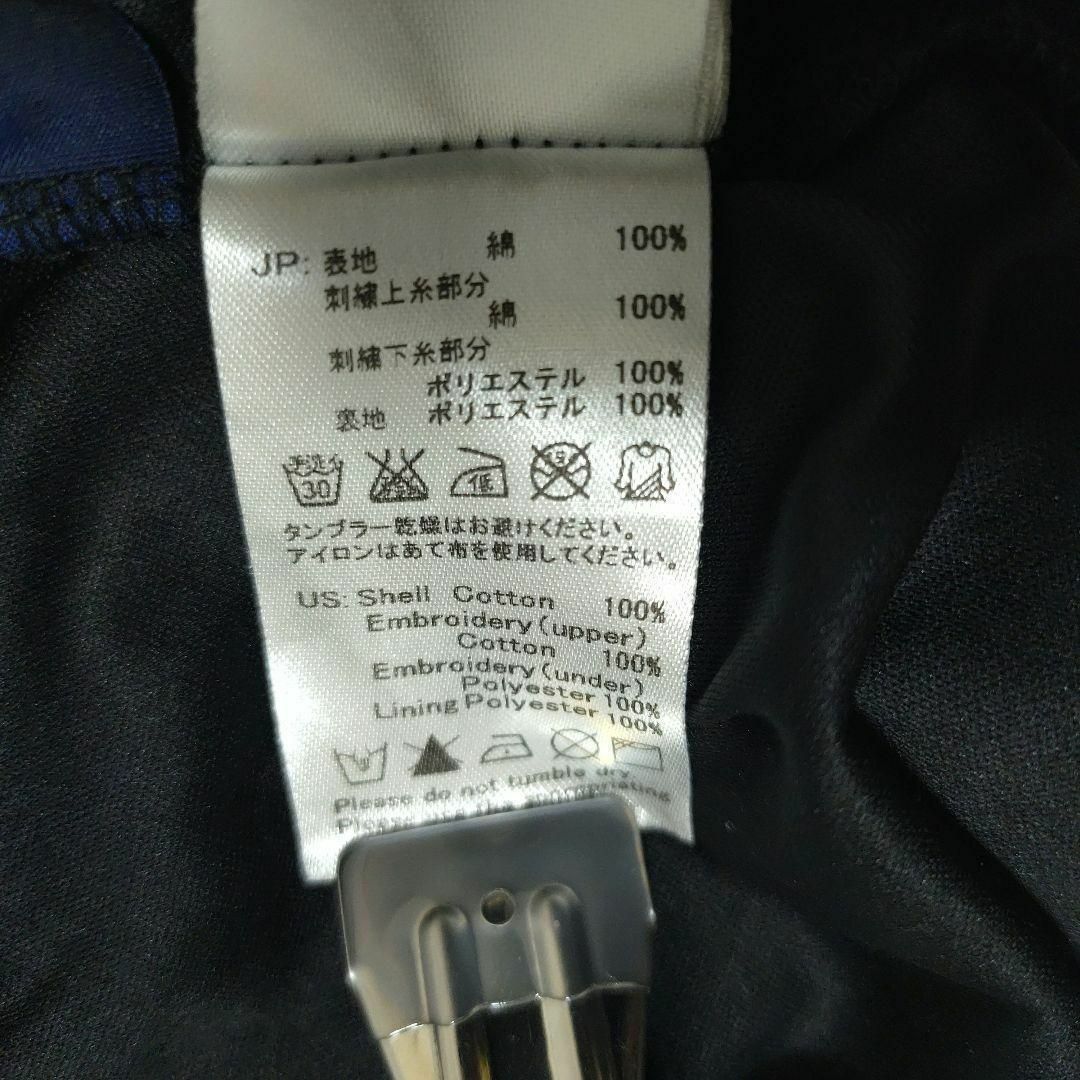 JP: 表地 綿 100%
刺繍上糸部分
綿 100%
刺繍下糸部分
ポリエステル 100%
裏地 ポリエステル 100%
手洗イ 30 低
タンブラー乾燥はお避けください。
アイロンはあて布を使用してください。
US: Shell Cotton 100%
Embroidery(upper)
Cotton 100%
Embroidery(under)
Polyester 100%
Lining Polyester 100%
Please do not tumble dry.
Please use the appropriating